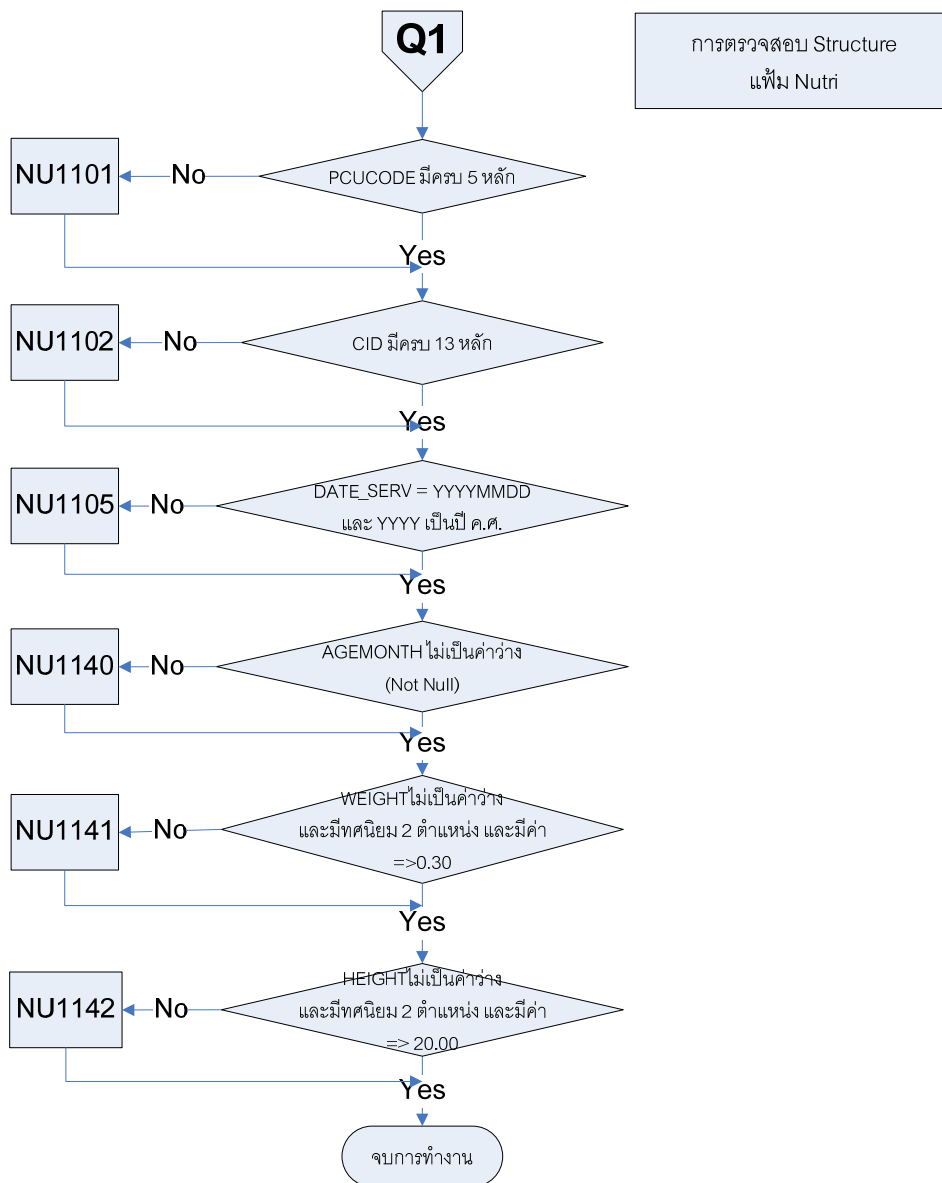 Q1
การตรวจสอบ Structure
แฟ้ม Nutri
PCUCODE มีครบ 5 หลัก
No
NU1101
Yes
CID มีครบ 13 หลัก
No
NU1102
Yes
DATE_SERV = YYYYMMDD
และ YYYY เป็นปี ค.ศ.
No
NU1105
Yes
AGEMONTH ไม่เป็นค่าว่าง
(Not Null)
No
NU1140
Yes
WEIGHTไม่เป็นค่าว่าง
และมีทศนิยม 2 ตำแหน่ง และมีค่า
=>0.30
No
NU1141
Yes
HEIGHTไม่เป็นค่าว่าง
และมีทศนิยม 2 ตำแหน่ง และมีค่า
=> 20.00
No
NU1142
Yes
จบการทำงาน